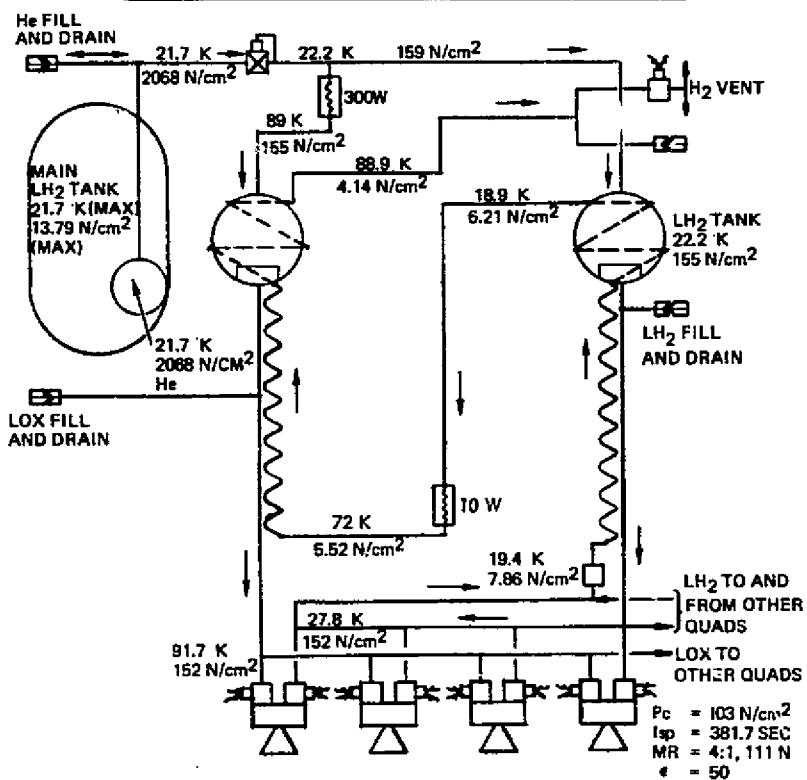 He FILL
AND DRAIN
21.7 K
2068 N/cm²
22.2 K
159 N/cm²
300W
89 K
155 N/cm²
88.9 K
4.14 N/cm²
H₂ VENT
MAIN
LH₂ TANK
21.7 K (MAX)
13.79 N/cm²
(MAX)
18.9 K
6.21 N/cm²
LH₂ TANK
22.2 K
155 N/cm²
21.7 K
2068 N/CM²
He
LH₂ FILL
AND DRAIN
LOX FILL
AND DRAIN
10 W
72 K
5.52 N/cm²
19.4 K
7.86 N/cm²
LH₂ TO AND
FROM OTHER
QUADS
27.8 K
152 N/cm²
91.7 K
152 N/cm²
LOX TO
OTHER QUADS
Pc = 103 N/cm²
Isp = 381.7 SEC
MR = 4:1, 111 N
ϵ = 50